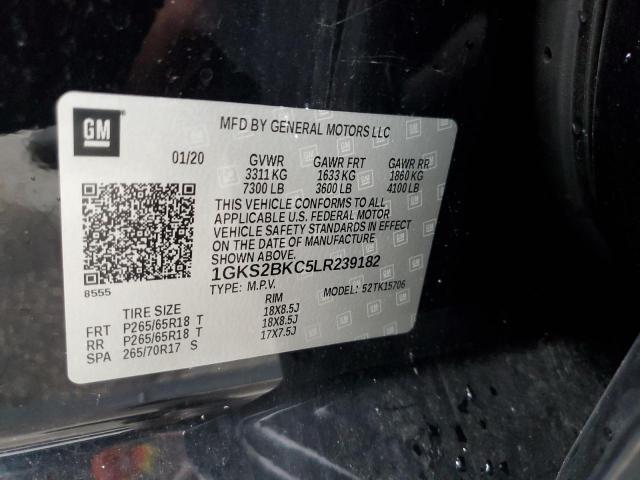 GM
MFD BY GENERAL MOTORS LLC
01/20 GVWR GAWR FRT GAWR RR
3311 KG 1633 KG 1860 KG
7300 LB 3600 LB 4100 LB
THIS VEHICLE CONFORMS TO ALL
APPLICABLE U.S. FEDERAL MOTOR
VEHICLE SAFETY STANDARDS IN EFFECT
ON THE DATE OF MANUFACTURE
SHOWN ABOVE.
1GKS2BKC5LR239182
8555 TYPE: M.P.V. 52TK15706
TIRE SIZE RIM
FRT P265/65R18 T 18X8.5J
RR P265/65R18 T 18X8.5J
SPA 265/70R17 S 17X7.5J